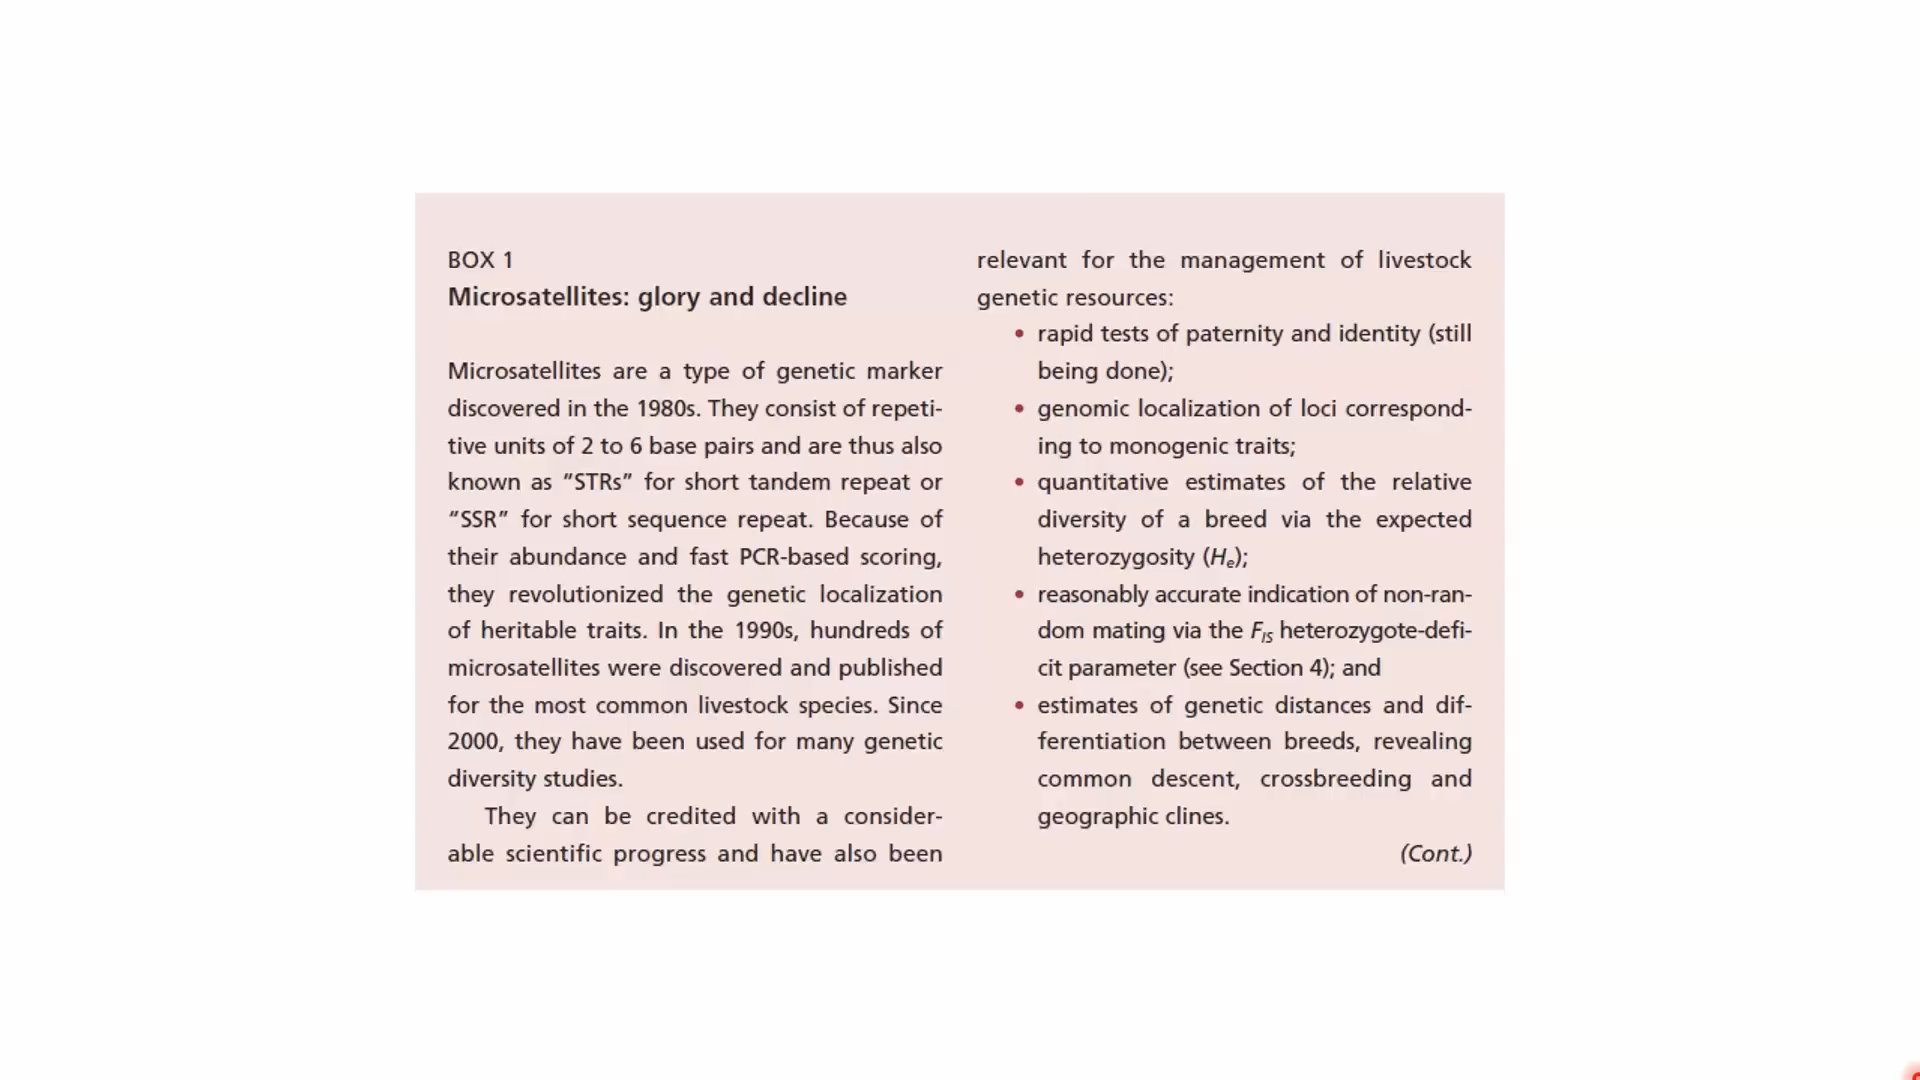 BOX 1
Microsatellites: glory and decline
Microsatellites are a type of genetic marker
discovered in the 1980s. They consist of repeti-
tive units of 2 to 6 base pairs and are thus also
known as “STRs” for short tandem repeat or
“SSR” for short sequence repeat. Because of
their abundance and fast PCR-based scoring,
they revolutionized the genetic localization
of heritable traits. In the 1990s, hundreds of
microsatellites were discovered and published
for the most common livestock species. Since
2000, they have been used for many genetic
diversity studies.
They can be credited with a consider-
able scientific progress and have also been
relevant for the management of livestock
genetic resources:
• rapid tests of paternity and identity (still
being done);
• genomic localization of loci correspond-
ing to monogenic traits;
• quantitative estimates of the relative
diversity of a breed via the expected
heterozygosity (He);
• reasonably accurate indication of non-ran-
dom mating via the FIS heterozygote-defi-
cit parameter (see Section 4); and
• estimates of genetic distances and dif-
ferentiation between breeds, revealing
common descent, crossbreeding and
geographic clines.
(Cont.)